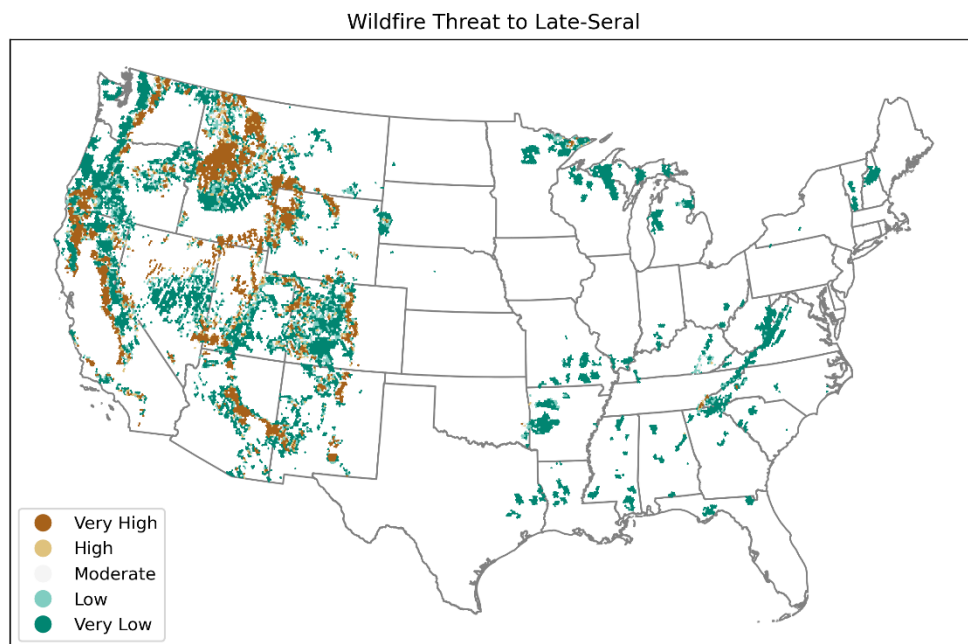 Wildfire Threat to Late-Seral
Very High
High
Moderate
Low
Very Low